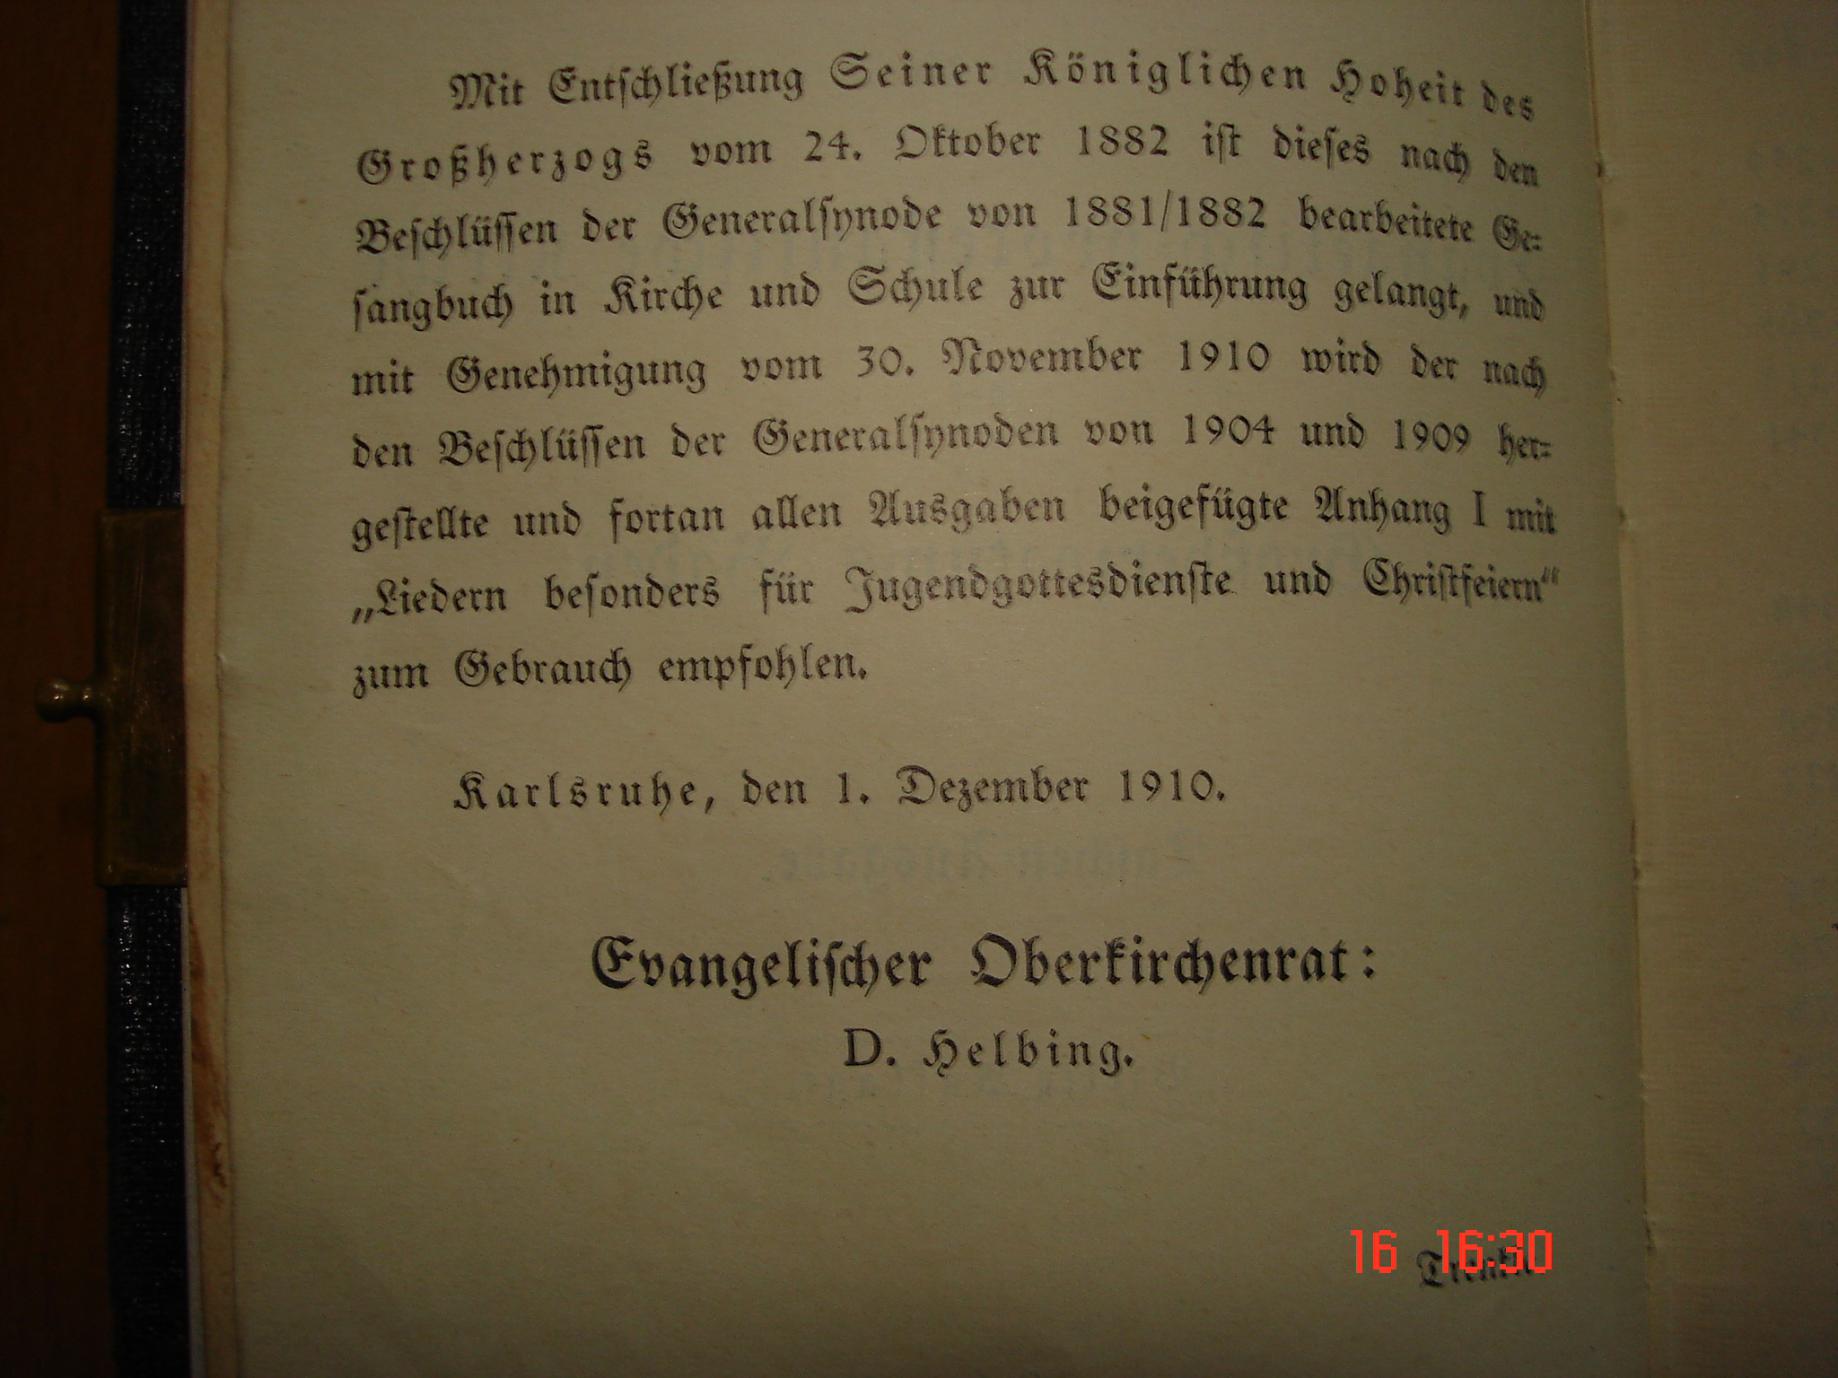 Mit Entschließung Seiner Königlichen Hoheit des
Großherzogs vom 24. Oktober 1882 ist dieses nach den
Beschlüssen der Generalsynode von 1881/1882 bearbeitete Ge-
sangbuch in Kirche und Schule zur Einführung gelangt, und
mit Genehmigung vom 30. November 1910 wird der nach
den Beschlüssen der Generalsynoden von 1904 und 1909 her-
gestellte und fortan allen Ausgaben beigefügte Anhang I mit
„Liedern besonders für Jugendgottesdienste und Christfeiern“
zum Gebrauch empfohlen.
Karlsruhe, den 1. Dezember 1910.
Evangelischer Oberkirchenrat:
D. Helbing.
16 16:30